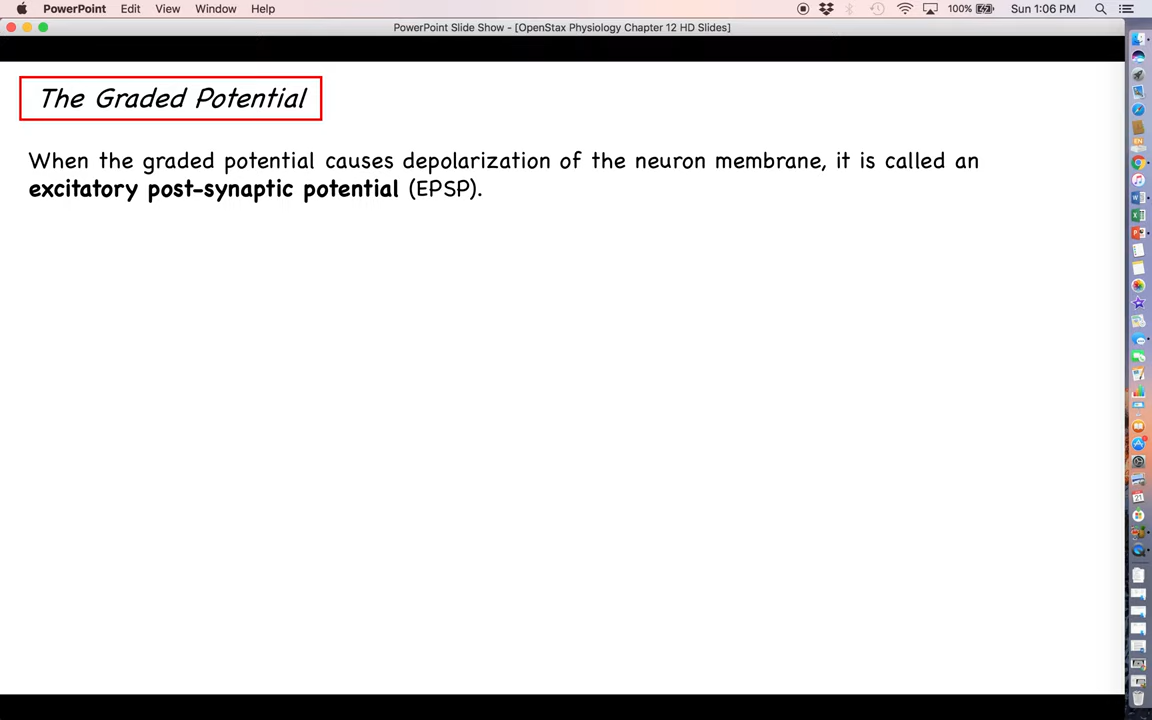 PowerPoint Edit View Window Help 100% Sun 1:06 PM
PowerPoint Slide Show - [OpenStax Physiology Chapter 12 HD Slides]
The Graded Potential
When the graded potential causes depolarization of the neuron membrane, it is called an
excitatory post-synaptic potential (EPSP).